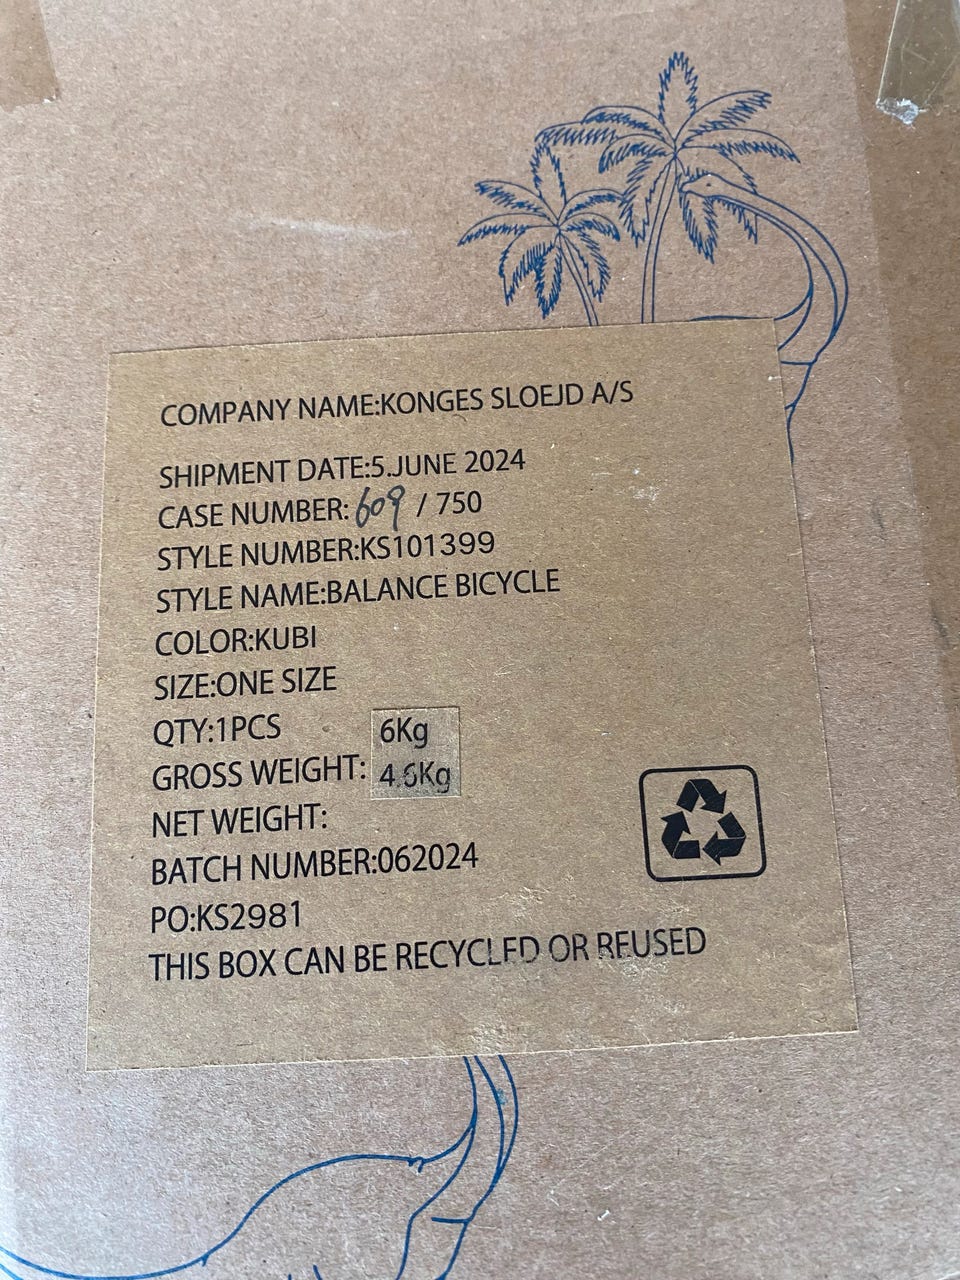 COMPANY NAME:KONGES SLOEJD A/S
SHIPMENT DATE:5.JUNE 2024
CASE NUMBER: 609 / 750
STYLE NUMBER:KS101399
STYLE NAME:BALANCE BICYCLE
COLOR:KUBI
SIZE:ONE SIZE
QTY:1PCS
6Kg
GROSS WEIGHT: 4.6Kg
NET WEIGHT:
BATCH NUMBER:062024
PO:KS2981
THIS BOX CAN BE RECYCLED OR REUSED